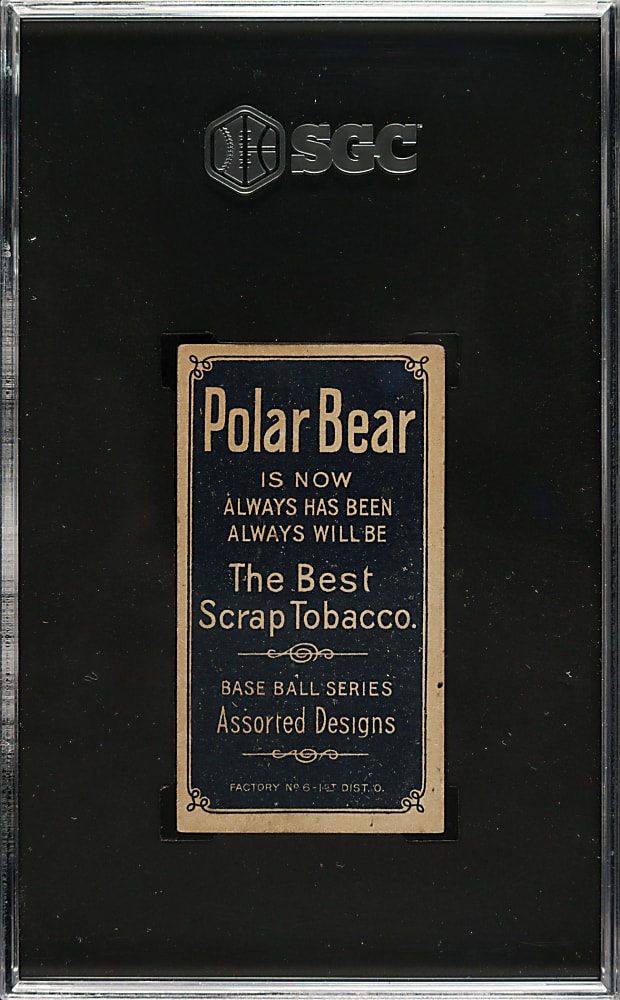 SGC
Polar Bear
IS NOW
ALWAYS HAS BEEN
ALWAYS WILL BE
The Best
Scrap Tobacco.
BASE BALL SERIES
Assorted Designs
FACTORY Nº 6-1ST DIST. O.